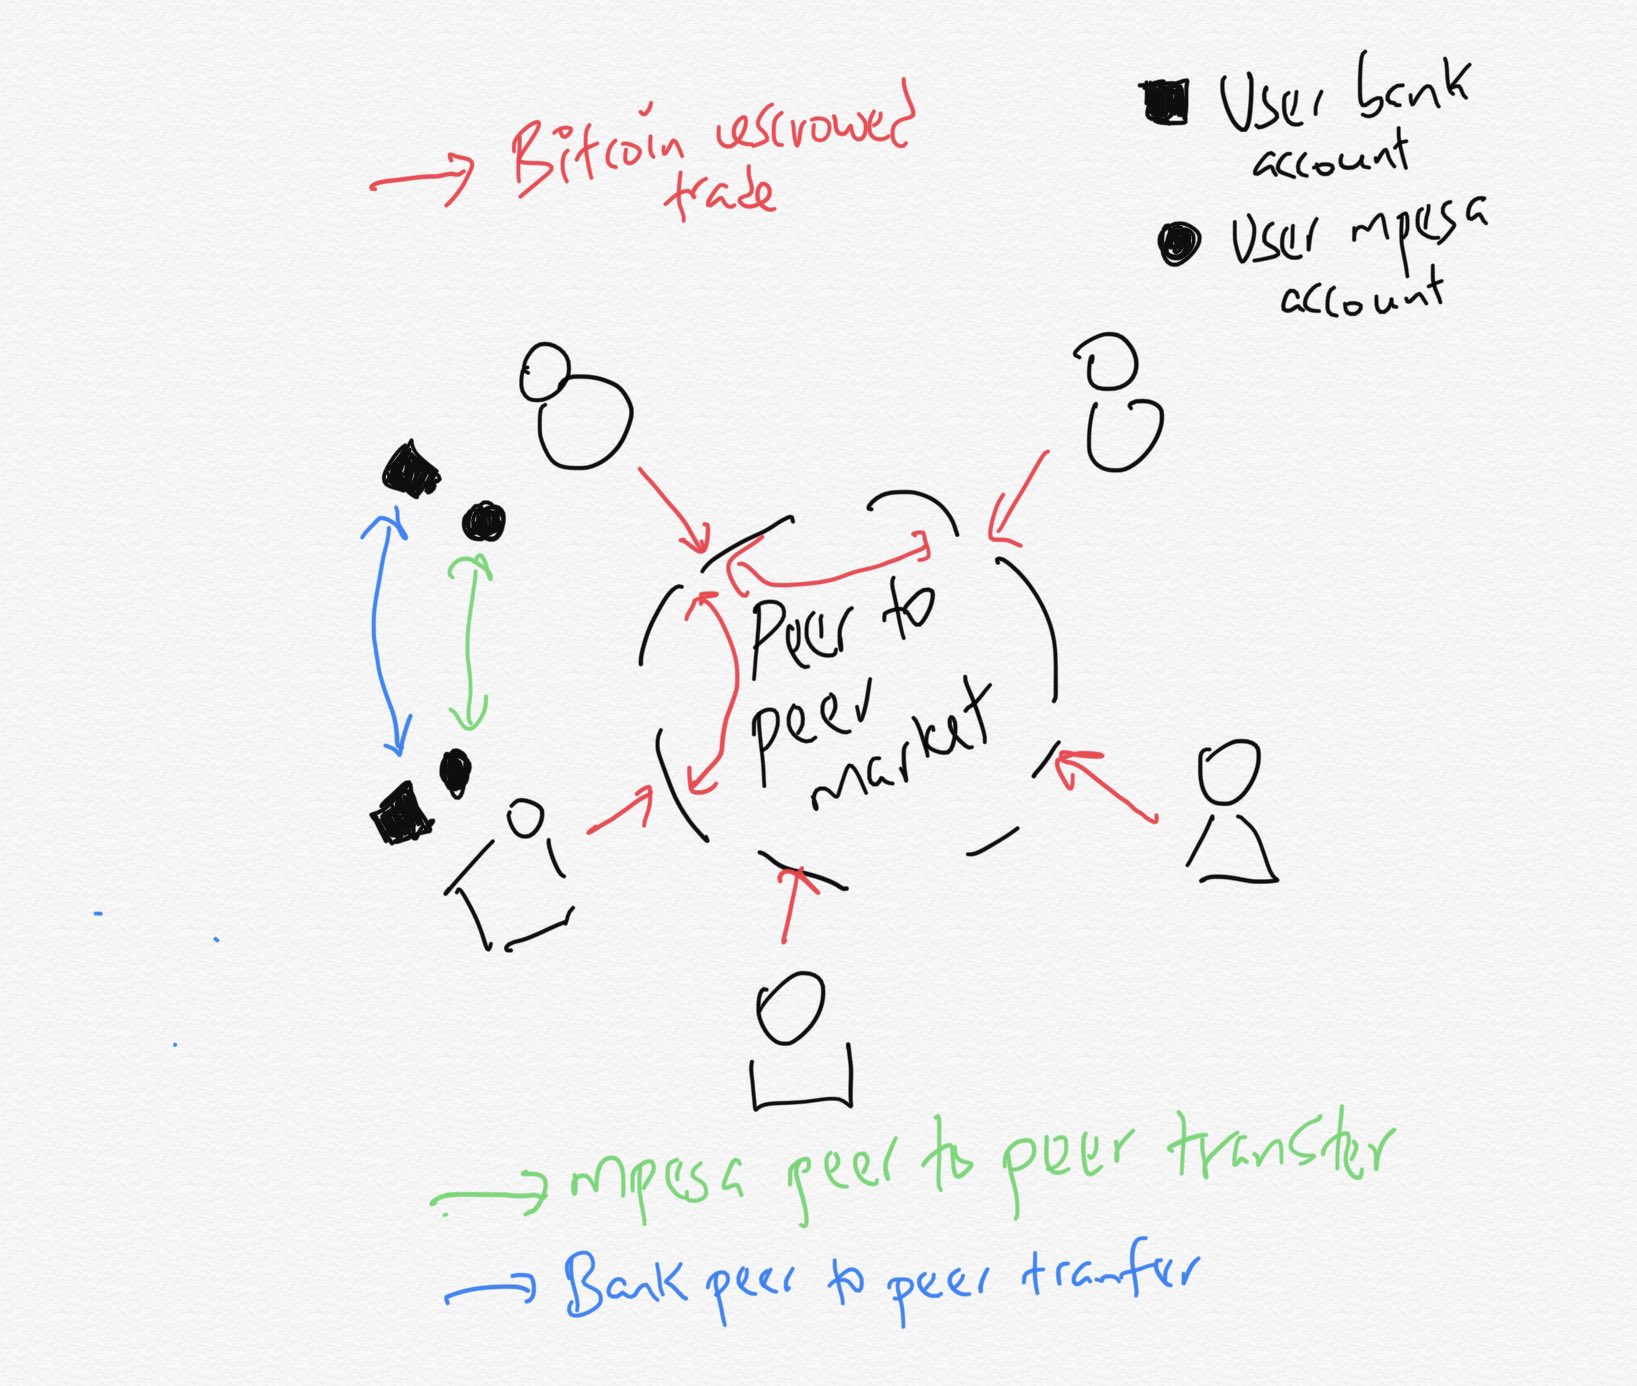 Bitcoin escrowed
trade
User bank
account
User mpesa
account
Peer to
peer
market
mpesa peer to peer transfer
Bank peer to peer tranfer